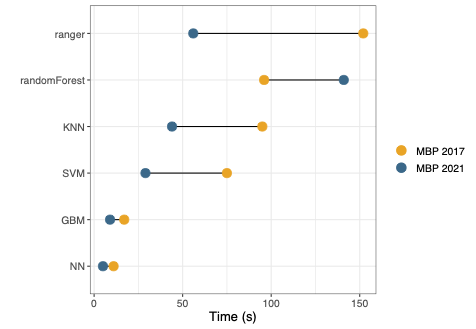 ranger
randomForest
KNN
SVM
GBM
NN
0 50 100 150
Time (s)
MBP 2017
MBP 2021